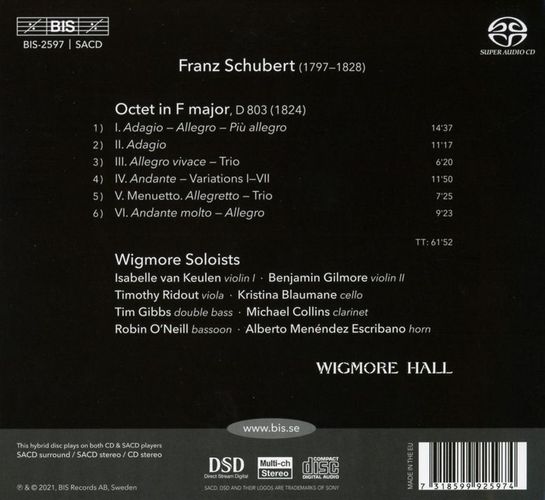 BIS
BIS-2597 | SACD
SUPER AUDIO CD
Franz Schubert (1797–1828)
Octet in F major, D 803 (1824)
1) I. Adagio – Allegro – Più allegro 14'37
2) II. Adagio 11'17
3) III. Allegro vivace – Trio 6'20
4) IV. Andante – Variations I–VII 11'50
5) V. Menuetto. Allegretto – Trio 7'25
6) VI. Andante molto – Allegro 9'23
TT: 61'52
Wigmore Soloists
Isabelle van Keulen violin I · Benjamin Gilmore violin II
Timothy Ridout viola · Kristina Blaumane cello
Tim Gibbs double bass · Michael Collins clarinet
Robin O'Neill bassoon · Alberto Menéndez Escribano horn
WIGMORE HALL
www.bis.se
This hybrid disc plays on both CD & SACD players
SACD surround / SACD stereo / CD stereo
℗ & © 2021, BIS Records AB, Sweden
DSD
Direct Stream Digital
Multi-ch
Stereo
COMPACT
disc
DIGITAL AUDIO
SACD, DSD AND THEIR LOGOS ARE TRADEMARKS OF SONY
MADE IN THE EU
7 318599 925974